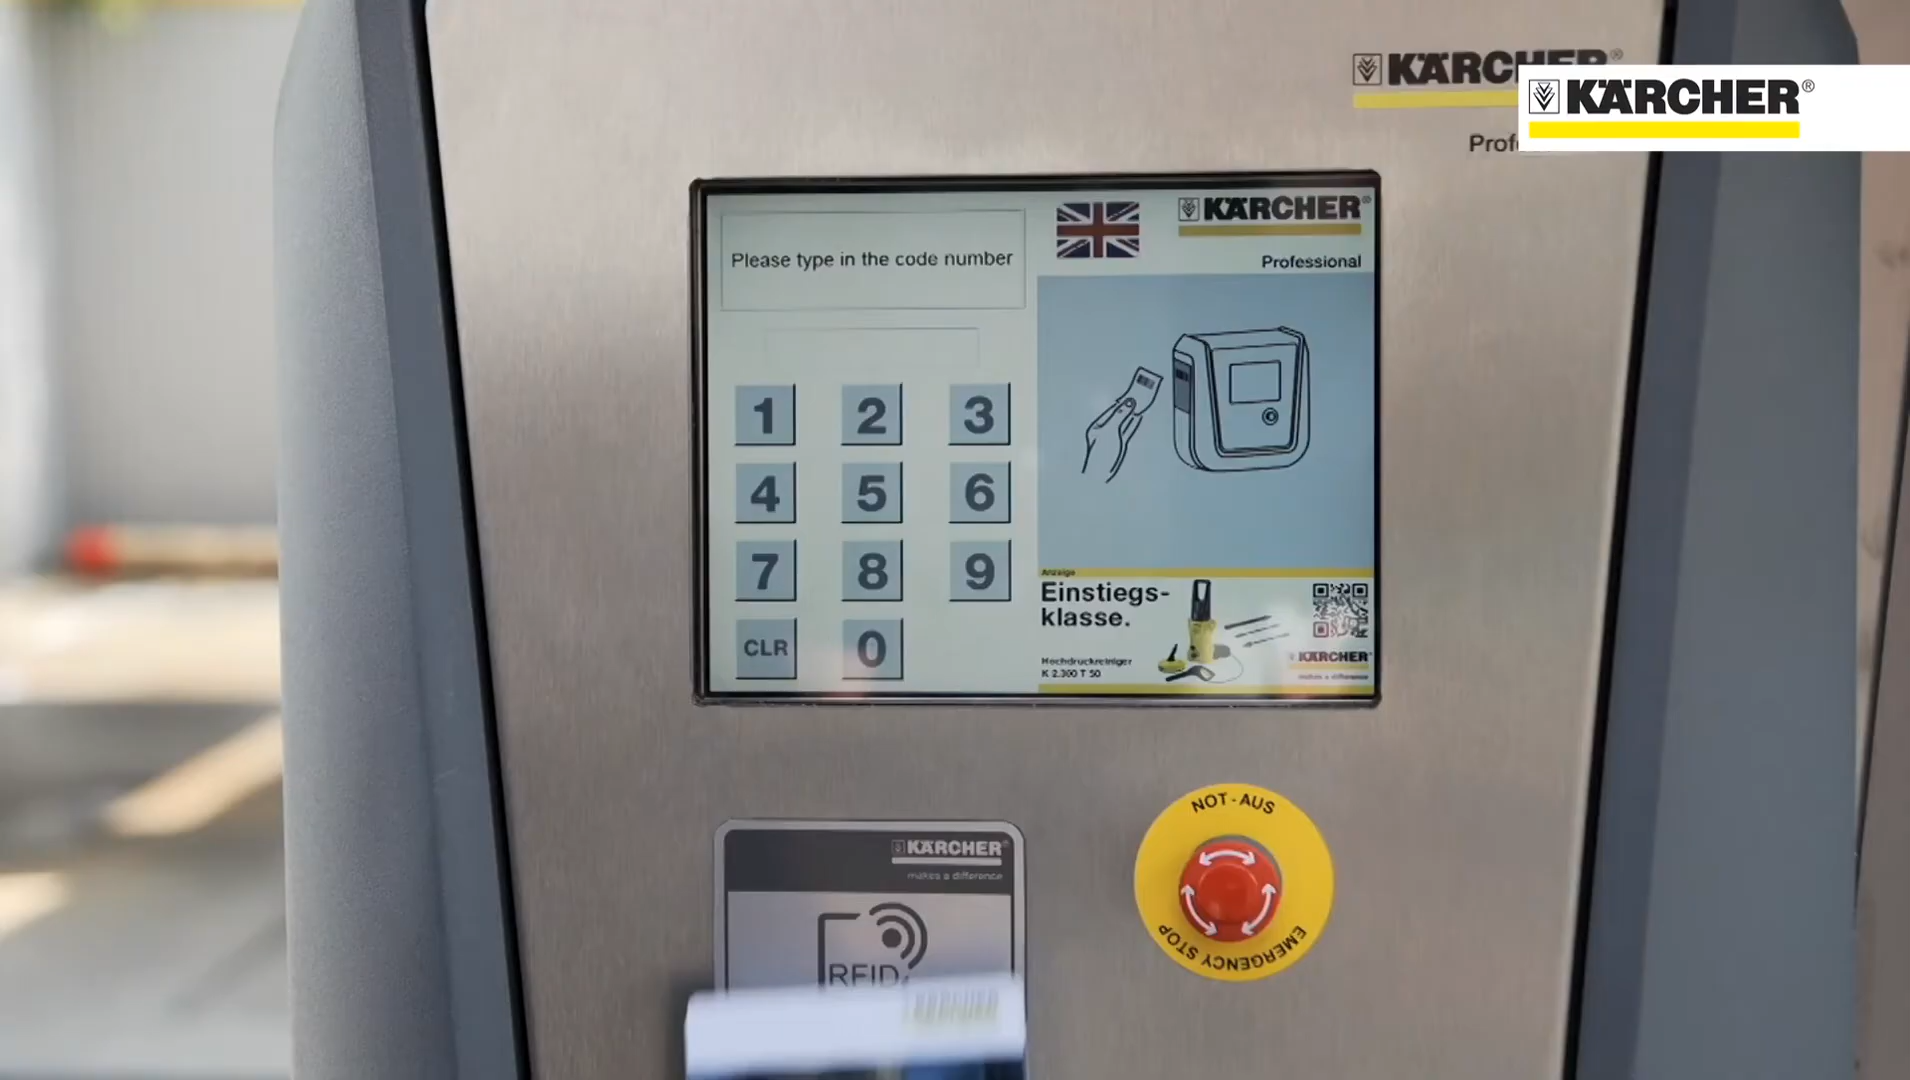 KÄRCHER®
KÄRCHER®
Prof
Please type in the code number
KÄRCHER®
Professional
1 2 3
4 5 6
7 8 9
CLR 0
Anzeige
Einstiegs-
klasse.
Hochdruckreiniger
K 2.300 T 50
KÄRCHER
makes a difference
KÄRCHER
makes a difference
RFID
NOT-AUS
EMERGENCY STOP